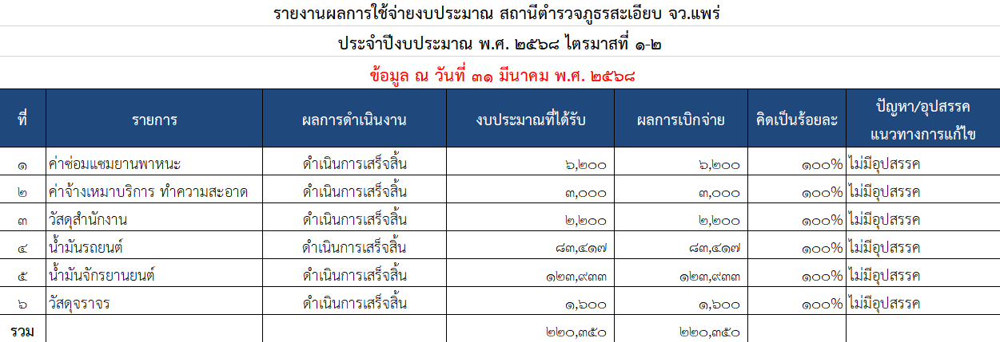 รายงานผลการใช้จ่ายงบประมาณ สถานีตำรวจภูธรสะเอียบ จว.แพร่
ประจำปีงบประมาณ พ.ศ. ๒๕๖๘ ไตรมาสที่ ๑-๒
ข้อมูล ณ วันที่ ๓๑ มีนาคม พ.ศ. ๒๕๖๘
ที่ รายการ ผลการดำเนินงาน งบประมาณที่ได้รับ ผลการเบิกจ่าย คิดเป็นร้อยละ ปัญหา/อุปสรรค
แนวทางการแก้ไข
๑ ค่าซ่อมแซมยานพาหนะ ดำเนินการเสร็จสิ้น ๖,๒๐๐ ๖,๒๐๐ ๑๐๐% ไม่มีอุปสรรค
๒ ค่าจ้างเหมาบริการ ทำความสะอาด ดำเนินการเสร็จสิ้น ๓,๐๐๐ ๓,๐๐๐ ๑๐๐% ไม่มีอุปสรรค
๓ วัสดุสำนักงาน ดำเนินการเสร็จสิ้น ๒,๒๐๐ ๒,๒๐๐ ๑๐๐% ไม่มีอุปสรรค
๔ น้ำมันรถยนต์ ดำเนินการเสร็จสิ้น ๘๓,๔๑๗ ๘๓,๔๑๗ ๑๐๐% ไม่มีอุปสรรค
๕ น้ำมันจักรยานยนต์ ดำเนินการเสร็จสิ้น ๑๒๓,๙๓๓ ๑๒๓,๙๓๓ ๑๐๐% ไม่มีอุปสรรค
๖ วัสดุจราจร ดำเนินการเสร็จสิ้น ๑,๖๐๐ ๑,๖๐๐ ๑๐๐% ไม่มีอุปสรรค
รวม ๒๒๐,๓๕๐ ๒๒๐,๓๕๐